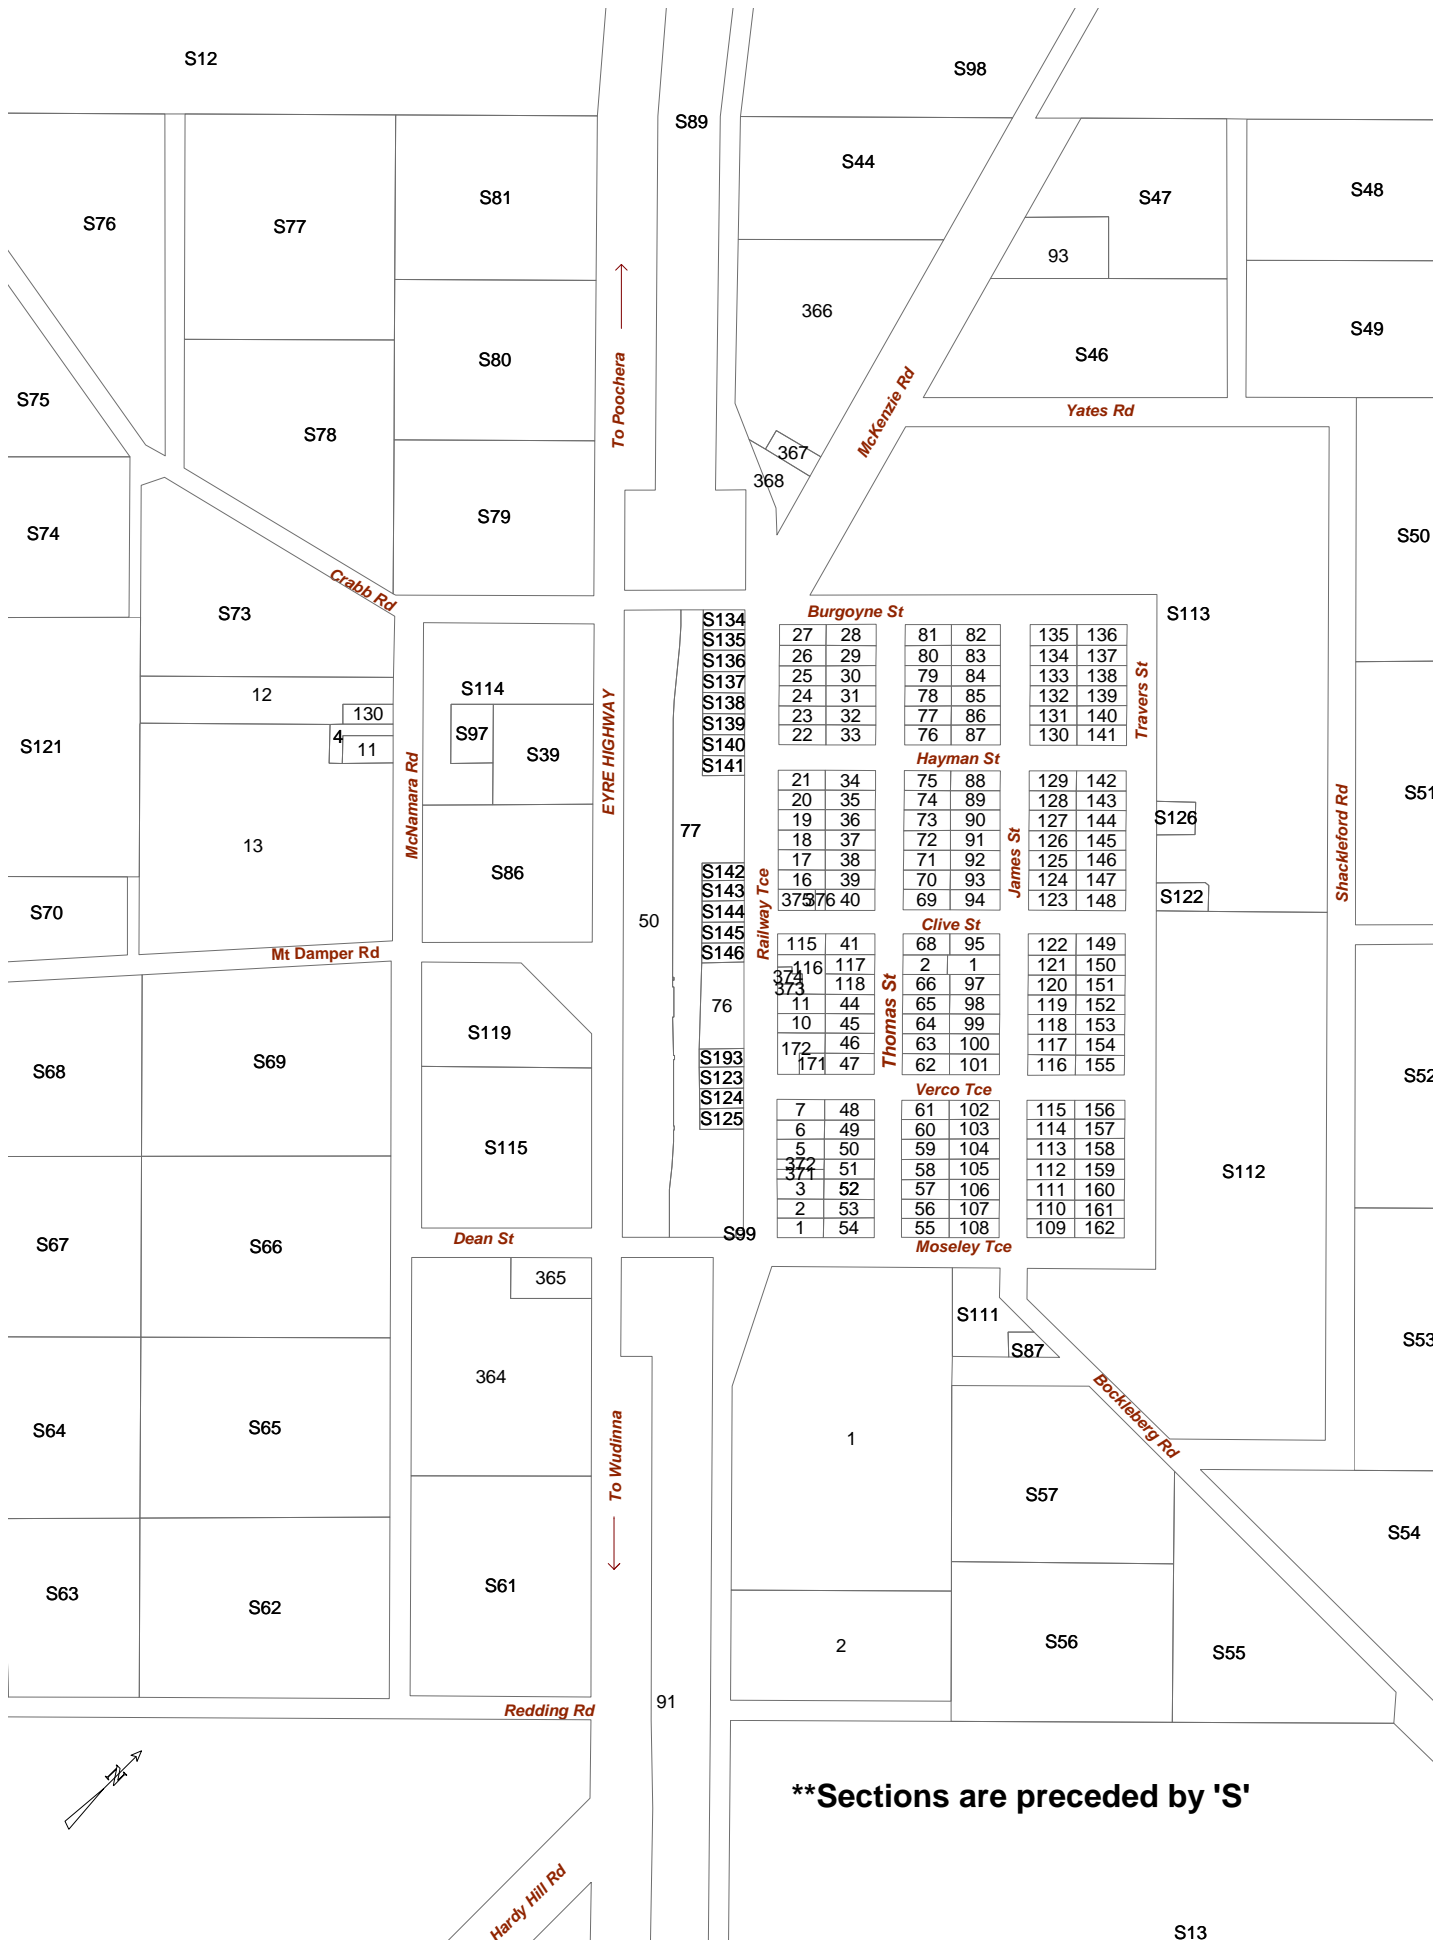 S12
S98
S89
S44
S76
S77
S81
S47
S48
93
366
S80
S46
S49
To Poochera
McKenzie Rd
Yates Rd
S75
S78
367
368
S79
S74
S50
Crabb Rd
S73
Burgoyne St
S113
S134
S135
S136
S137
S138
S139
S140
S141
27 28 81 82 135 136
26 29 80 83 134 137
25 30 79 84 133 138
24 31 78 85 132 139
23 32 77 86 131 140
22 33 76 87 130 141
Travers St
12
130
4
11
S114
S97
S39
S121
McNamara Rd
EYRE HIGHWAY
Hayman St
21 34 75 88 129 142
20 35 74 89 128 143
19 36 73 90 127 144
18 37 72 91 126 145
17 38 71 92 125 146
16 39 70 93 124 147
375 376 40 69 94 123 148
James St
S126
S122
Shackleford Rd
S51
13
S86
77
50
S142
S143
S144
S145
S146
Railway Tce
S70
Mt Damper Rd
Clive St
115 41 68 95 122 149
116 117 2 1 121 150
374
373
118 66 97 120 151
11 44 65 98 119 152
10 45 64 99 118 153
172 46 63 100 117 154
171 47 62 101 116 155
Thomas St
76
S193
S123
S124
S125
S119
S69
S68
S52
Verco Tce
7 48 61 102 115 156
6 49 60 103 114 157
5 50 59 104 113 158
372
371
51 58 105 112 159
3 52 57 106 111 160
2 53 56 107 110 161
1 54 55 108 109 162
S115
S112
S99
Moseley Tce
Dean St
S67
S66
365
S111
S87
S53
364
Bockleberg Rd
1
S64
S65
To Wudinna
S57
S54
S63
S62
S61
2
S56
S55
91
Redding Rd
N
**Sections are preceded by 'S'
Hardy Hill Rd
S13